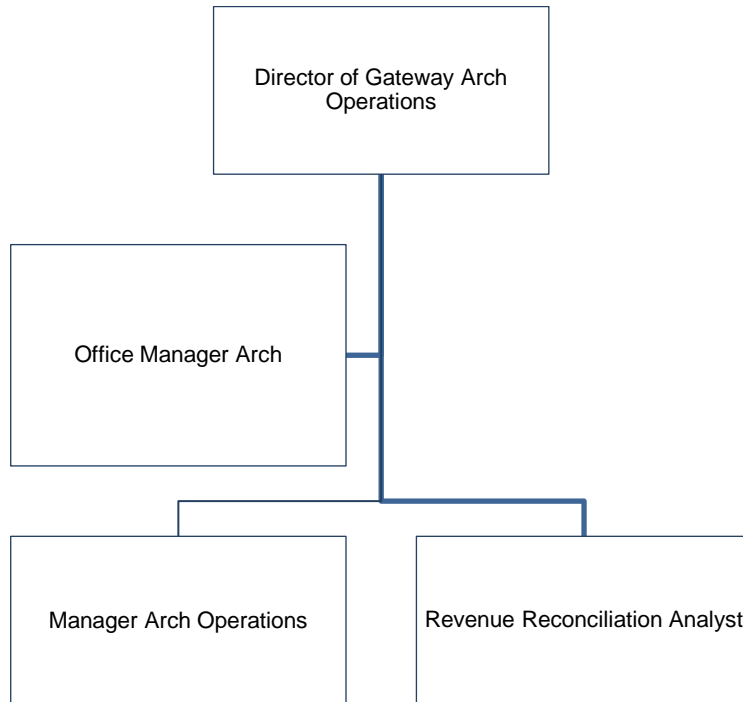 Director of Gateway Arch
Operations
Office Manager Arch
Manager Arch Operations
Revenue Reconciliation Analyst